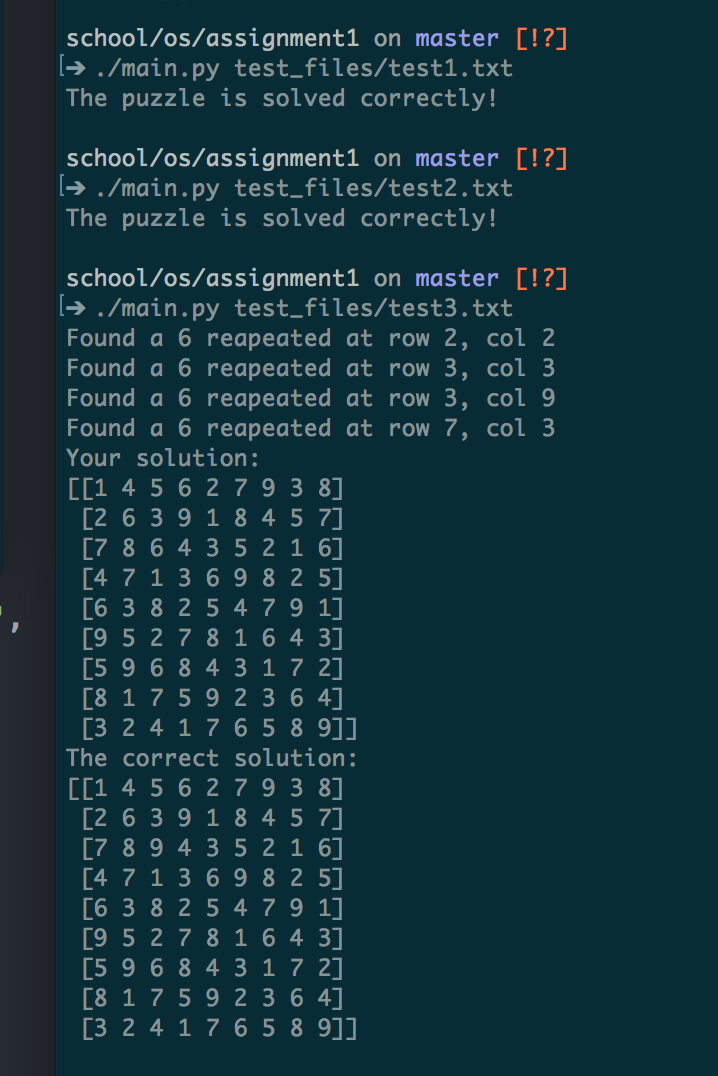 school/os/assignment1 on master [!?]
[➔ ./main.py test_files/test1.txt
The puzzle is solved correctly!
school/os/assignment1 on master [!?]
[➔ ./main.py test_files/test2.txt
The puzzle is solved correctly!
school/os/assignment1 on master [!?]
[➔ ./main.py test_files/test3.txt
Found a 6 reapeated at row 2, col 2
Found a 6 reapeated at row 3, col 3
Found a 6 reapeated at row 3, col 9
Found a 6 reapeated at row 7, col 3
Your solution:
[[1 4 5 6 2 7 9 3 8]
[2 6 3 9 1 8 4 5 7]
[7 8 6 4 3 5 2 1 6]
[4 7 1 3 6 9 8 2 5]
[6 3 8 2 5 4 7 9 1]
[9 5 2 7 8 1 6 4 3]
[5 9 6 8 4 3 1 7 2]
[8 1 7 5 9 2 3 6 4]
[3 2 4 1 7 6 5 8 9]]
The correct solution:
[[1 4 5 6 2 7 9 3 8]
[2 6 3 9 1 8 4 5 7]
[7 8 9 4 3 5 2 1 6]
[4 7 1 3 6 9 8 2 5]
[6 3 8 2 5 4 7 9 1]
[9 5 2 7 8 1 6 4 3]
[5 9 6 8 4 3 1 7 2]
[8 1 7 5 9 2 3 6 4]
[3 2 4 1 7 6 5 8 9]]